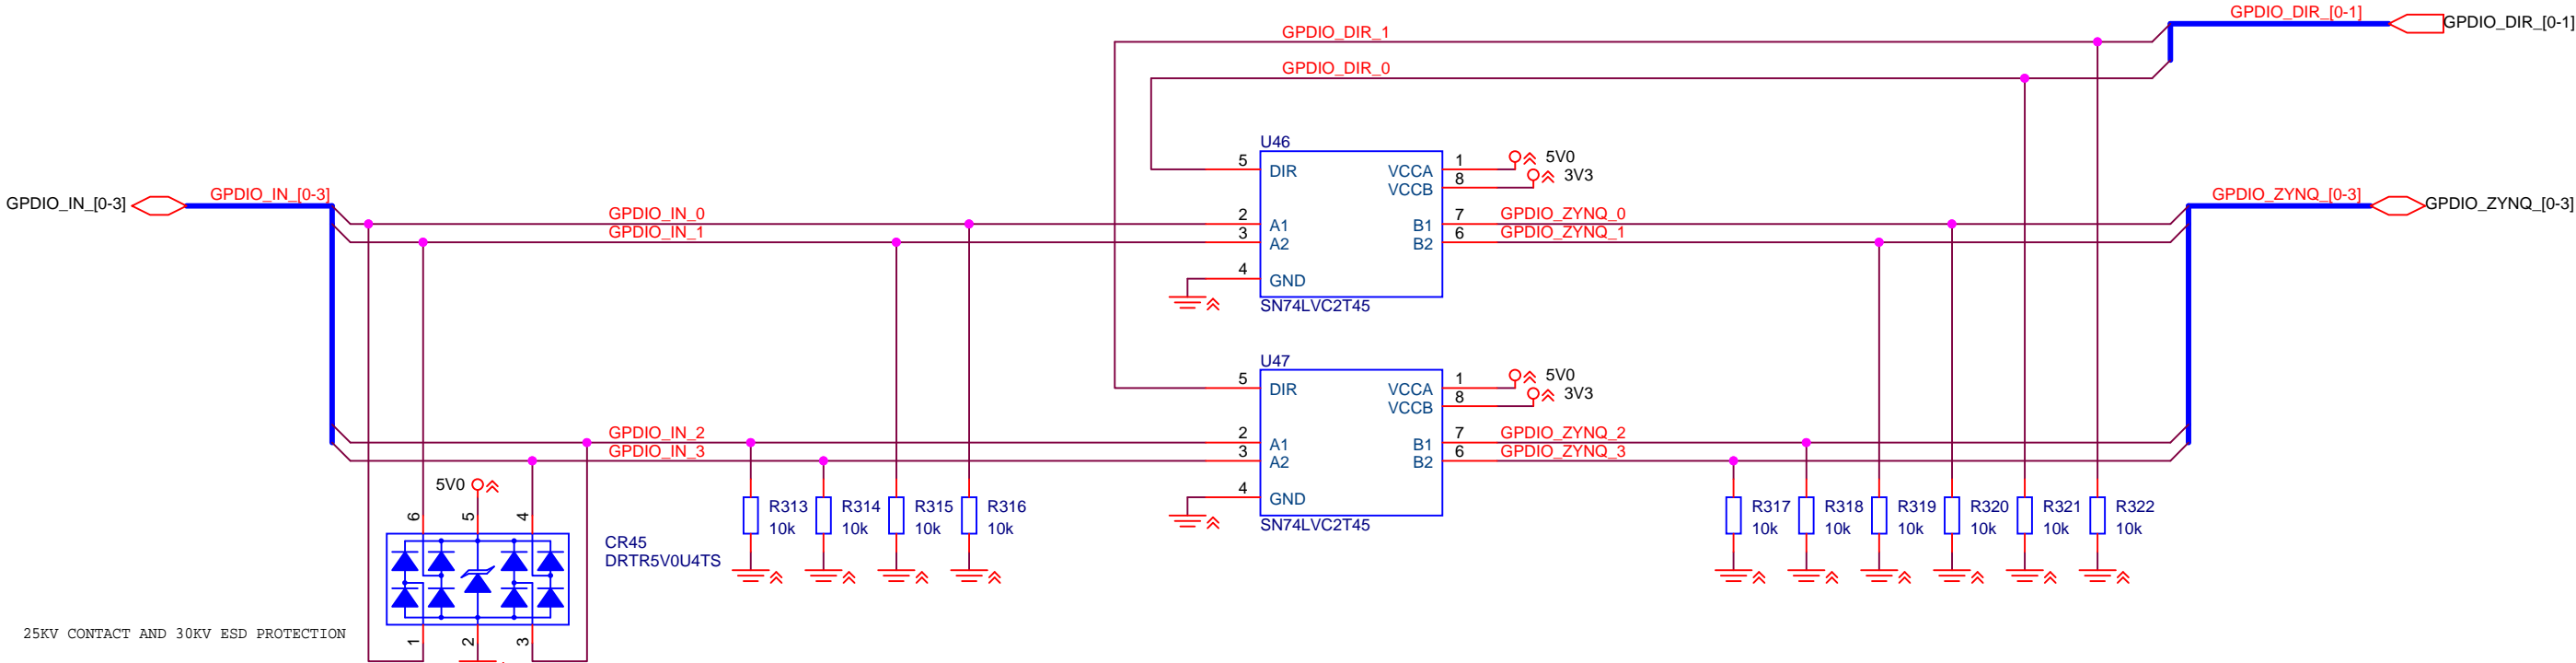 GPDIO_DIR_[0-1]
GPDIO_DIR_[0-1]
GPDIO_DIR_1
GPDIO_DIR_0
U46
5 DIR
VCCA 1 5V0
VCCB 8 3V3
GPDIO_IN_[0-3]
GPDIO_IN_[0-3]
GPDIO_ZYNQ_[0-3]
GPDIO_ZYNQ_[0-3]
GPDIO_IN_0 2 A1 B1 7 GPDIO_ZYNQ_0
GPDIO_IN_1 3 A2 B2 6 GPDIO_ZYNQ_1
4 GND
SN74LVC2T45
U47
5 DIR
VCCA 1 5V0
VCCB 8 3V3
GPDIO_IN_2 2 A1 B1 7 GPDIO_ZYNQ_2
GPDIO_IN_3 3 A2 B2 6 GPDIO_ZYNQ_3
4 GND
SN74LVC2T45
5V0
6 5 4
CR45
DRTR5V0U4TS
1 2 3
R313 R314 R315 R316
10k 10k 10k 10k
R317 R318 R319 R320 R321 R322
10k 10k 10k 10k 10k 10k
25KV CONTACT AND 30KV ESD PROTECTION